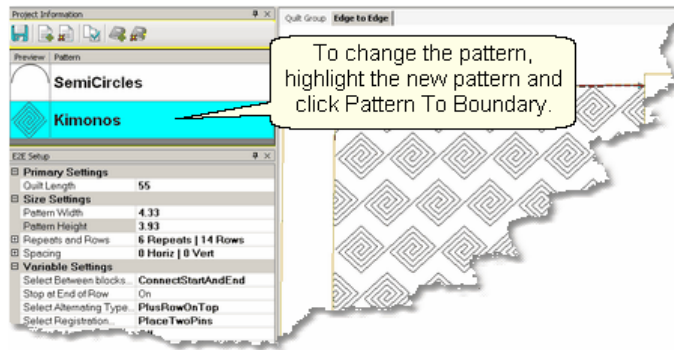 Project Information
Quilt Group Edge to Edge
Preview Pattern
SemiCircles
Kimonos
To change the pattern,
highlight the new pattern and
click Pattern To Boundary.
E2E Setup
Primary Settings
Quilt Length 55
Size Settings
Pattern Width 4.33
Pattern Height 3.93
Repeats and Rows 6 Repeats | 14 Rows
Spacing 0 Horiz | 0 Vert
Variable Settings
Select Between blocks... ConnectStartAndEnd
Stop at End of Row On
Select Alternating Type... PlusRowOnTop
Select Registration... PlaceTwoPins